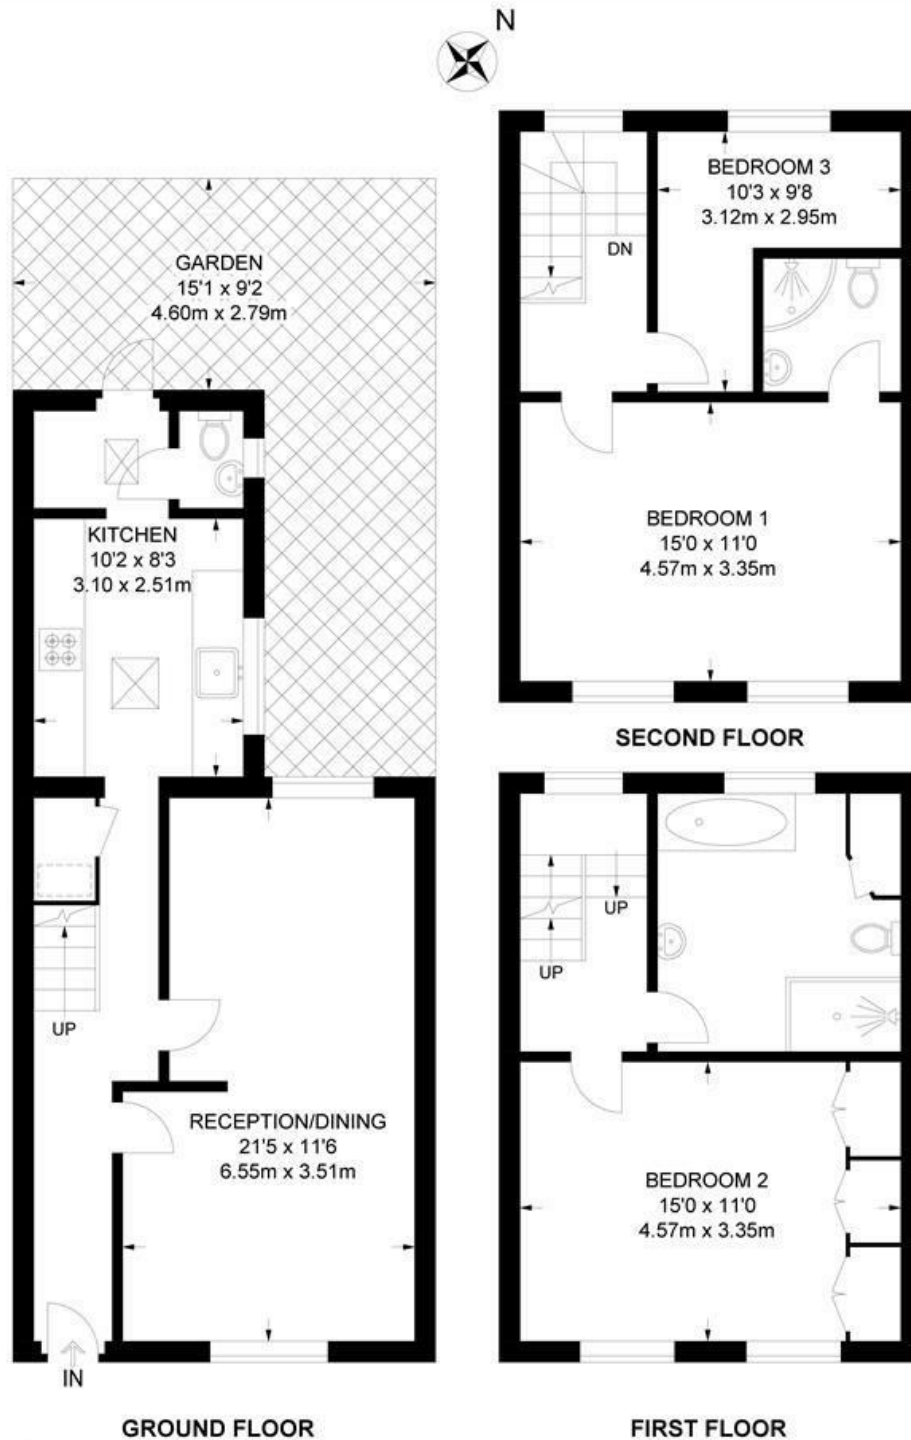 N
GARDEN
15'1 x 9'2
4.60m x 2.79m
KITCHEN
10'2 x 8'3
3.10 x 2.51m
UP
RECEPTION/DINING
21'5 x 11'6
6.55m x 3.51m
IN
GROUND FLOOR
BEDROOM 3
10'3 x 9'8
3.12m x 2.95m
DN
BEDROOM 1
15'0 x 11'0
4.57m x 3.35m
SECOND FLOOR
UP
UP
BEDROOM 2
15'0 x 11'0
4.57m x 3.35m
FIRST FLOOR